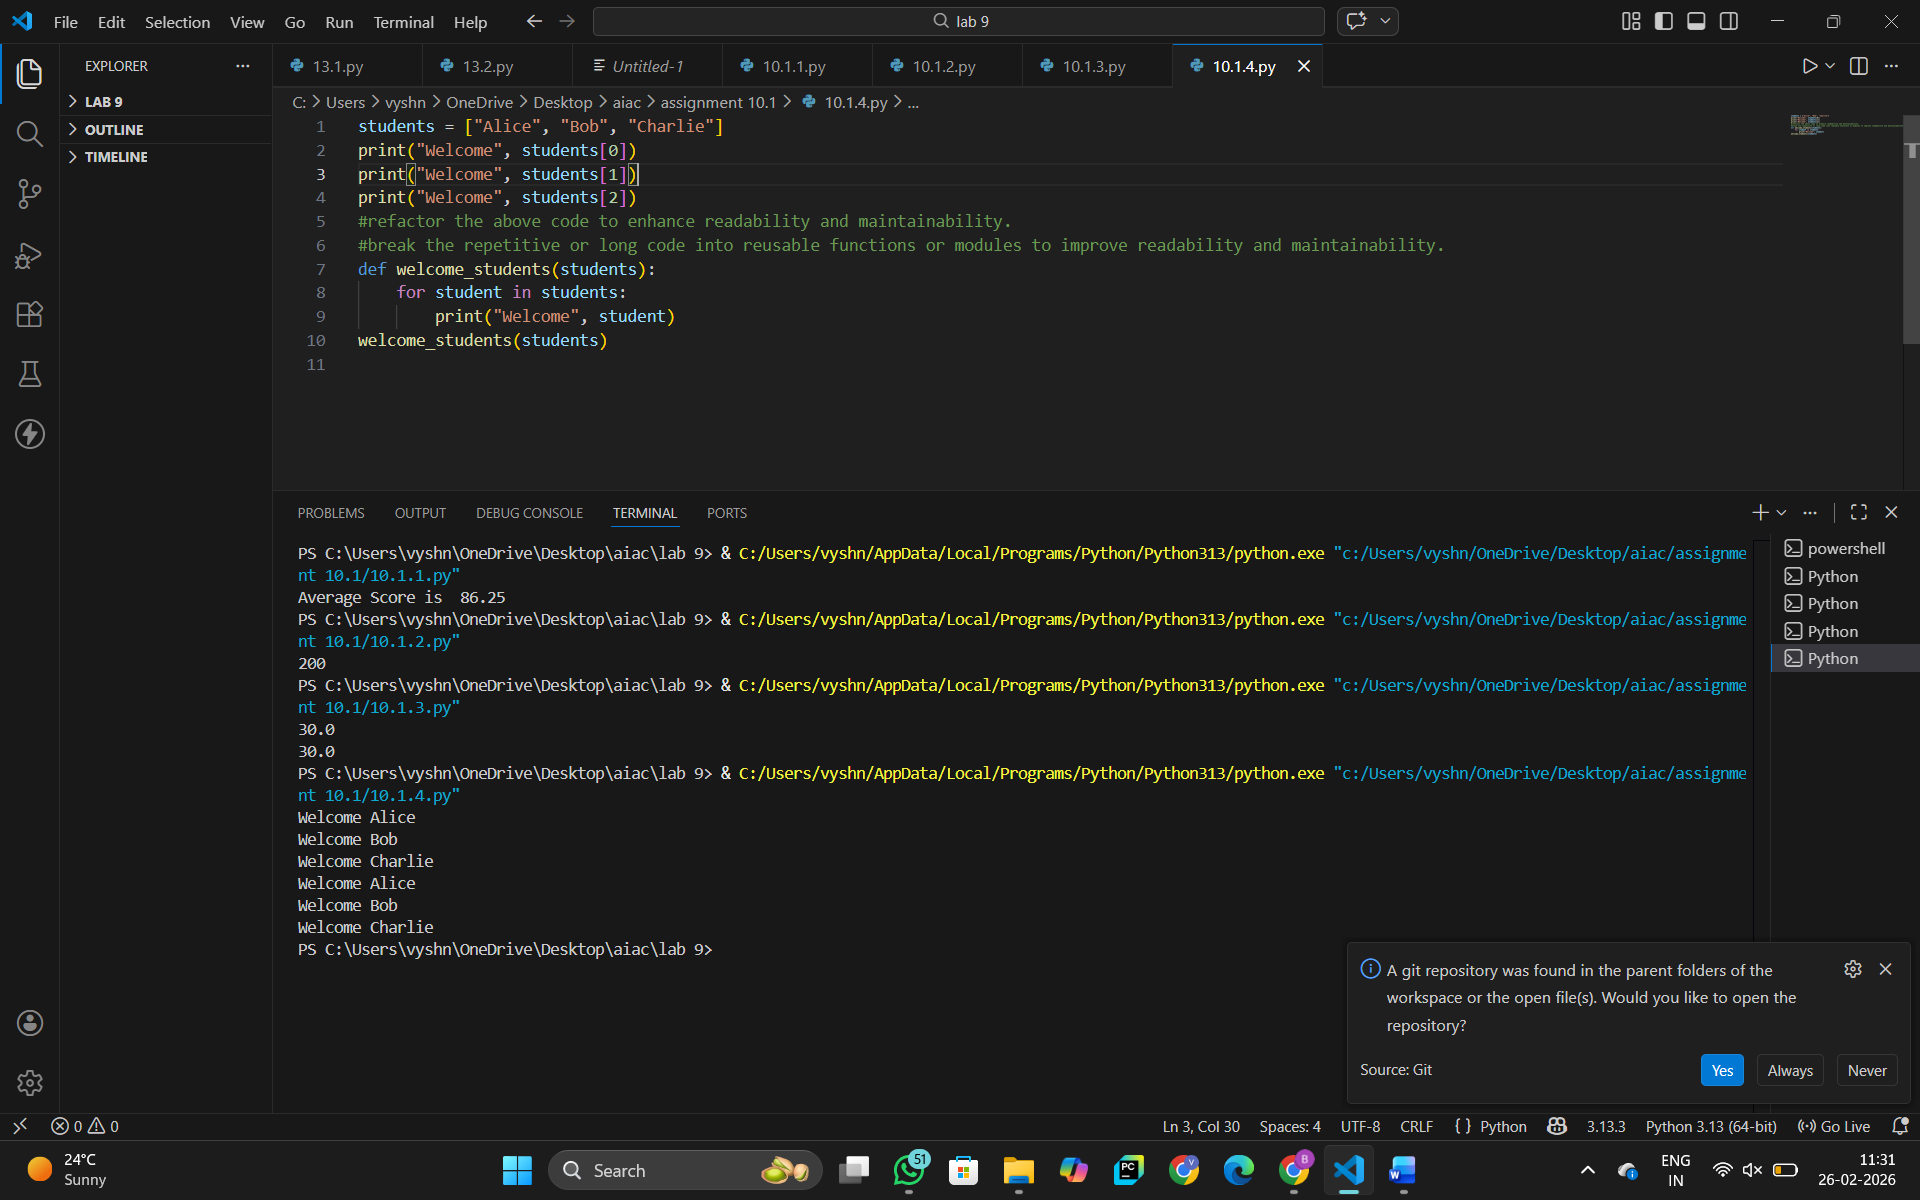 File Edit Selection View Go Run Terminal Help
lab 9
EXPLORER
LAB 9
OUTLINE
TIMELINE
13.1.py
13.2.py
Untitled-1
10.1.1.py
10.1.2.py
10.1.3.py
10.1.4.py
C: > Users > vyshn > OneDrive > Desktop > aiac > assignment 10.1 > 10.1.4.py > ...
1 students = ["Alice", "Bob", "Charlie"]
2 print("Welcome", students[0])
3 print("Welcome", students[1])
4 print("Welcome", students[2])
5 #refactor the above code to enhance readability and maintainability.
6 #break the repetitive or long code into reusable functions or modules to improve readability and maintainability.
7 def welcome_students(students):
8 for student in students:
9 print("Welcome", student)
10 welcome_students(students)
11
PROBLEMS OUTPUT DEBUG CONSOLE TERMINAL PORTS
PS C:\Users\vyshn\OneDrive\Desktop\aiac\lab 9> & C:/Users/vyshn/AppData/Local/Programs/Python/Python313/python.exe "c:/Users/vyshn/OneDrive/Desktop/aiac/assignme
nt 10.1/10.1.1.py"
Average Score is  86.25
PS C:\Users\vyshn\OneDrive\Desktop\aiac\lab 9> & C:/Users/vyshn/AppData/Local/Programs/Python/Python313/python.exe "c:/Users/vyshn/OneDrive/Desktop/aiac/assignme
nt 10.1/10.1.2.py"
200
PS C:\Users\vyshn\OneDrive\Desktop\aiac\lab 9> & C:/Users/vyshn/AppData/Local/Programs/Python/Python313/python.exe "c:/Users/vyshn/OneDrive/Desktop/aiac/assignme
nt 10.1/10.1.3.py"
30.0
30.0
PS C:\Users\vyshn\OneDrive\Desktop\aiac\lab 9> & C:/Users/vyshn/AppData/Local/Programs/Python/Python313/python.exe "c:/Users/vyshn/OneDrive/Desktop/aiac/assignme
nt 10.1/10.1.4.py"
Welcome Alice
Welcome Bob
Welcome Charlie
Welcome Alice
Welcome Bob
Welcome Charlie
PS C:\Users\vyshn\OneDrive\Desktop\aiac\lab 9>
powershell
Python
Python
Python
Python
A git repository was found in the parent folders of the
workspace or the open file(s). Would you like to open the
repository?
Source: Git
Yes
Always
Never
0 0
Ln 3, Col 30 Spaces: 4 UTF-8 CRLF { } Python 3.13.3 Python 3.13 (64-bit) Go Live
24°C
Sunny
Search
51
PC
V
B
W
ENG
IN
11:31
26-02-2026